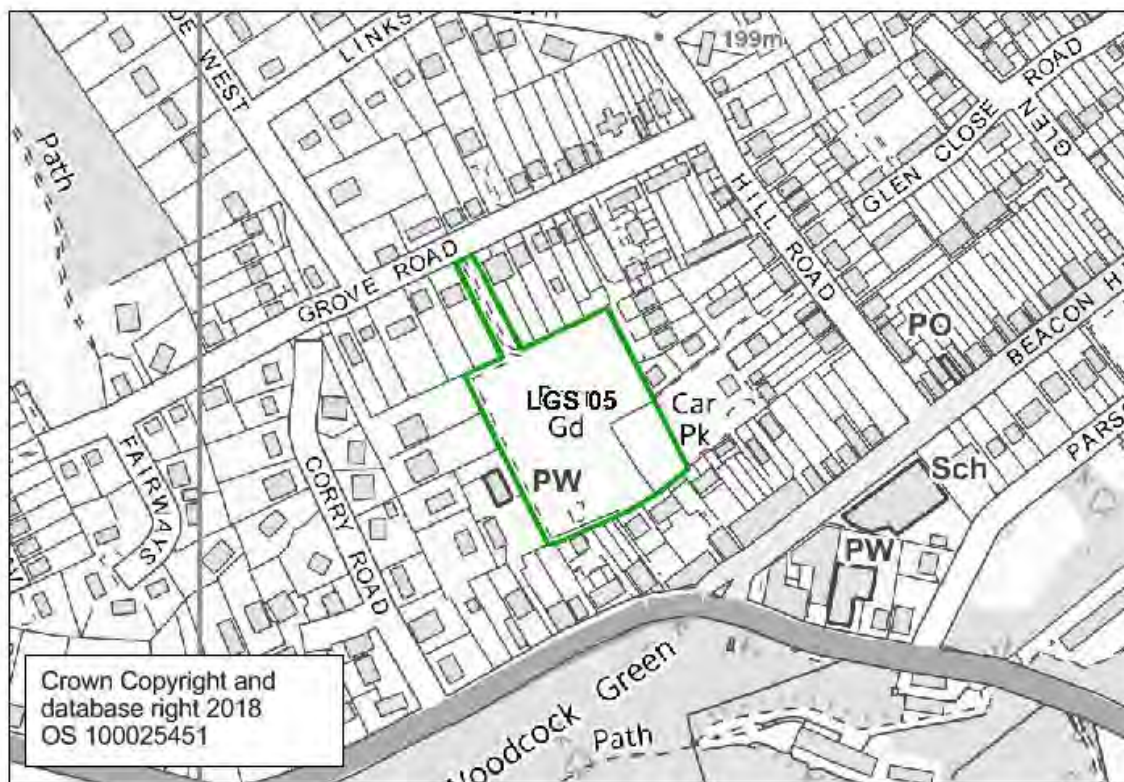 WEST
LINKS
199m
Path
HILL ROAD
GLEN CLOSE
ROAD
GLEN
GROVE ROAD
PO
BEACON H
LGS 05
Gd
Car
Pk
PW
Sch
PARS
FAIRWAYS
CORRY ROAD
PW
Woodcock Green
Path
Crown Copyright and
database right 2018
OS 100025451